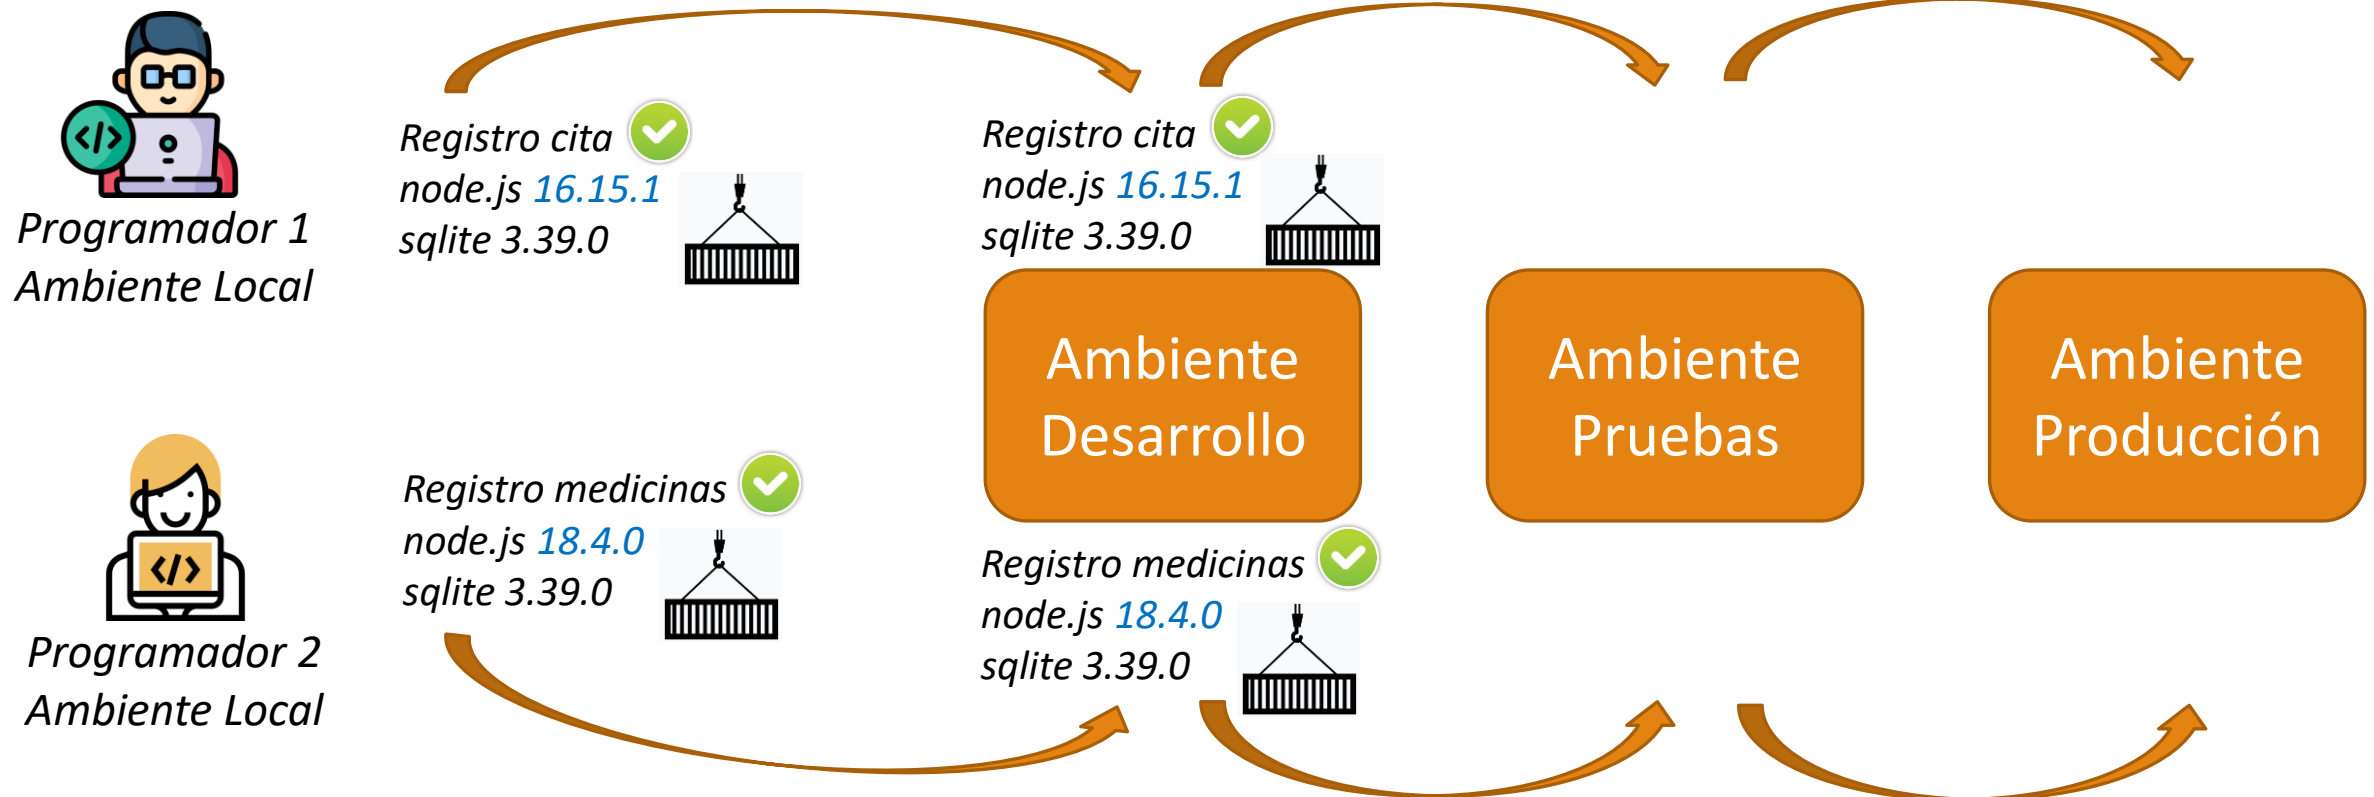 Programador 1
Ambiente Local
Registro cita
node.js 16.15.1
sqlite 3.39.0
Registro cita
node.js 16.15.1
sqlite 3.39.0
Ambiente
Desarrollo
Ambiente
Pruebas
Ambiente
Producción
Programador 2
Ambiente Local
Registro medicinas
node.js 18.4.0
sqlite 3.39.0
Registro medicinas
node.js 18.4.0
sqlite 3.39.0